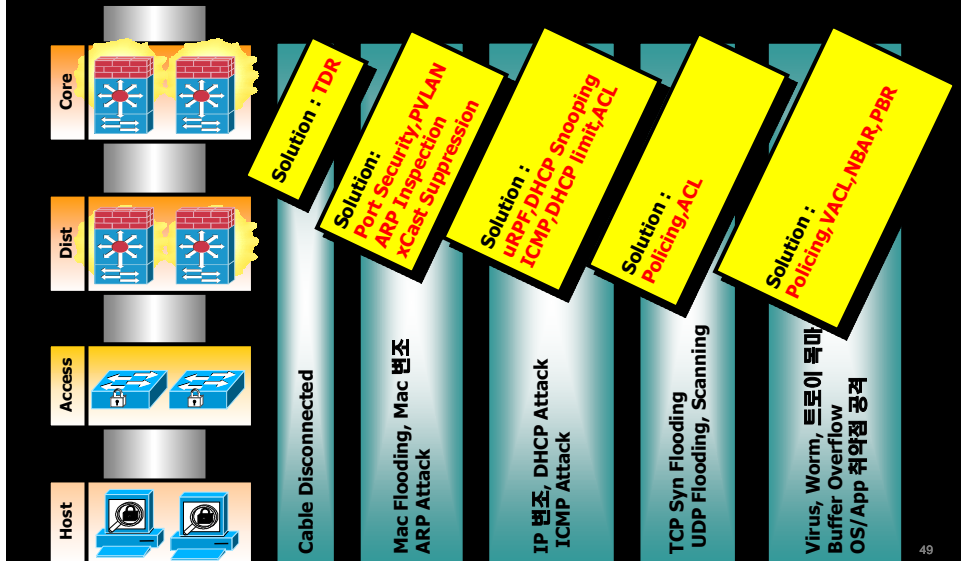 Core
Dist
Access
Host
Solution : TDR
Cable Disconnected
Solution:
Port Security,PVLAN
ARP Inspection
xCast Suppression
Mac Flooding, Mac 변조
ARP Attack
Solution :
uRPF,DHCP Snooping
ICMP,DHCP limit,ACL
IP 변조, DHCP Attack
ICMP Attack
Solution :
Policing,ACL
TCP Syn Flooding
UDP Flooding, Scanning
Solution :
Policing,VACL,NBAR,PBR
Virus, Worm, 트로이 목마
Buffer Overflow
OS/App 취약점 공격
49